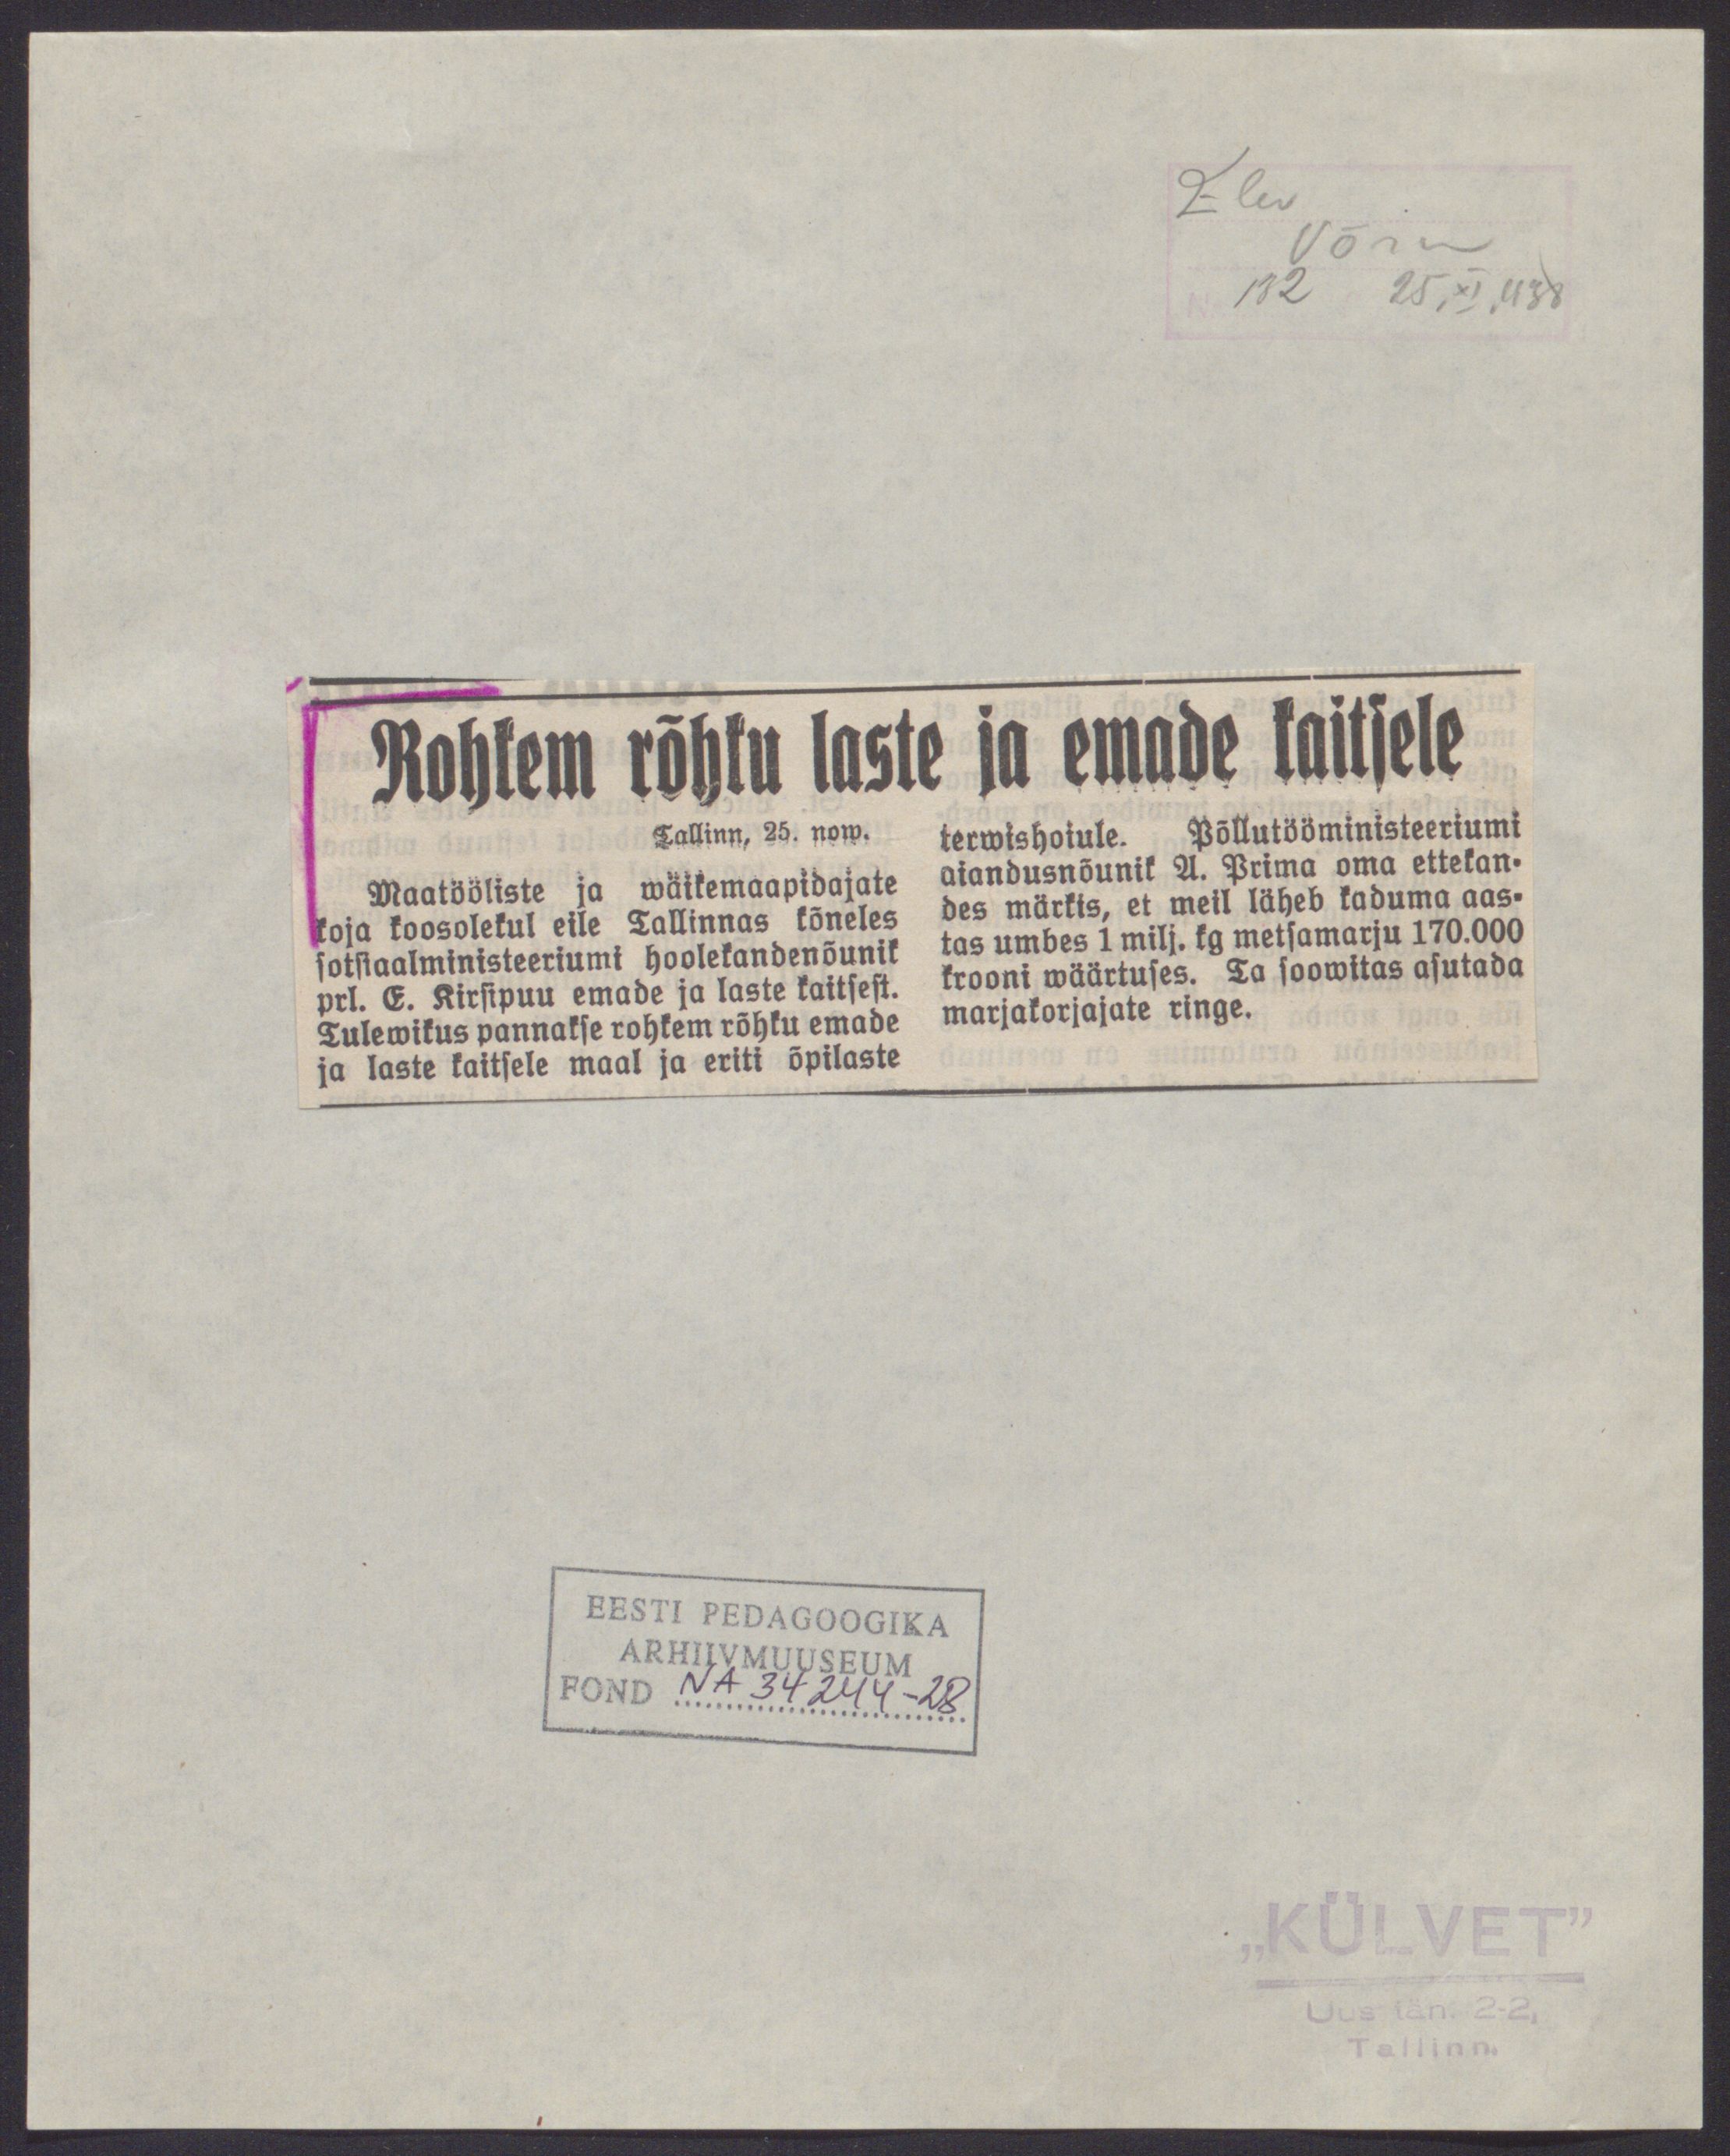 Elu
Võru
No. 132 25.XI.1938
Rohkem rõhku laste ja emade kaitsele
Tallinn, 25. now.
Maatööliste ja wäikemaapidajate
koja koosolekul eile Tallinnas kõneles
sotsiaalministeeriumi hoolekandenõunik
prl. E. Kirsipuu emade ja laste kaitsest.
Tulewikus pannakse rohkem rõhku emade
ja laste kaitsele maal ja eriti õpilaste
terwishoiule. Põllutööministeeriumi
aiandusnõunik A. Prima oma ettekan-
des märkis, et meil läheb kaduma aas-
tas umbes 1 milj. kg metsamarju 170.000
krooni wäärtuses. Ta soowitas asutada
marjakorjajate ringe.
EESTI PEDAGOOGIKA
ARHIIVMUUSEUM
FOND NA 34244-28
„KÜLVET”
Uus tän. 2-2,
Tallinn.